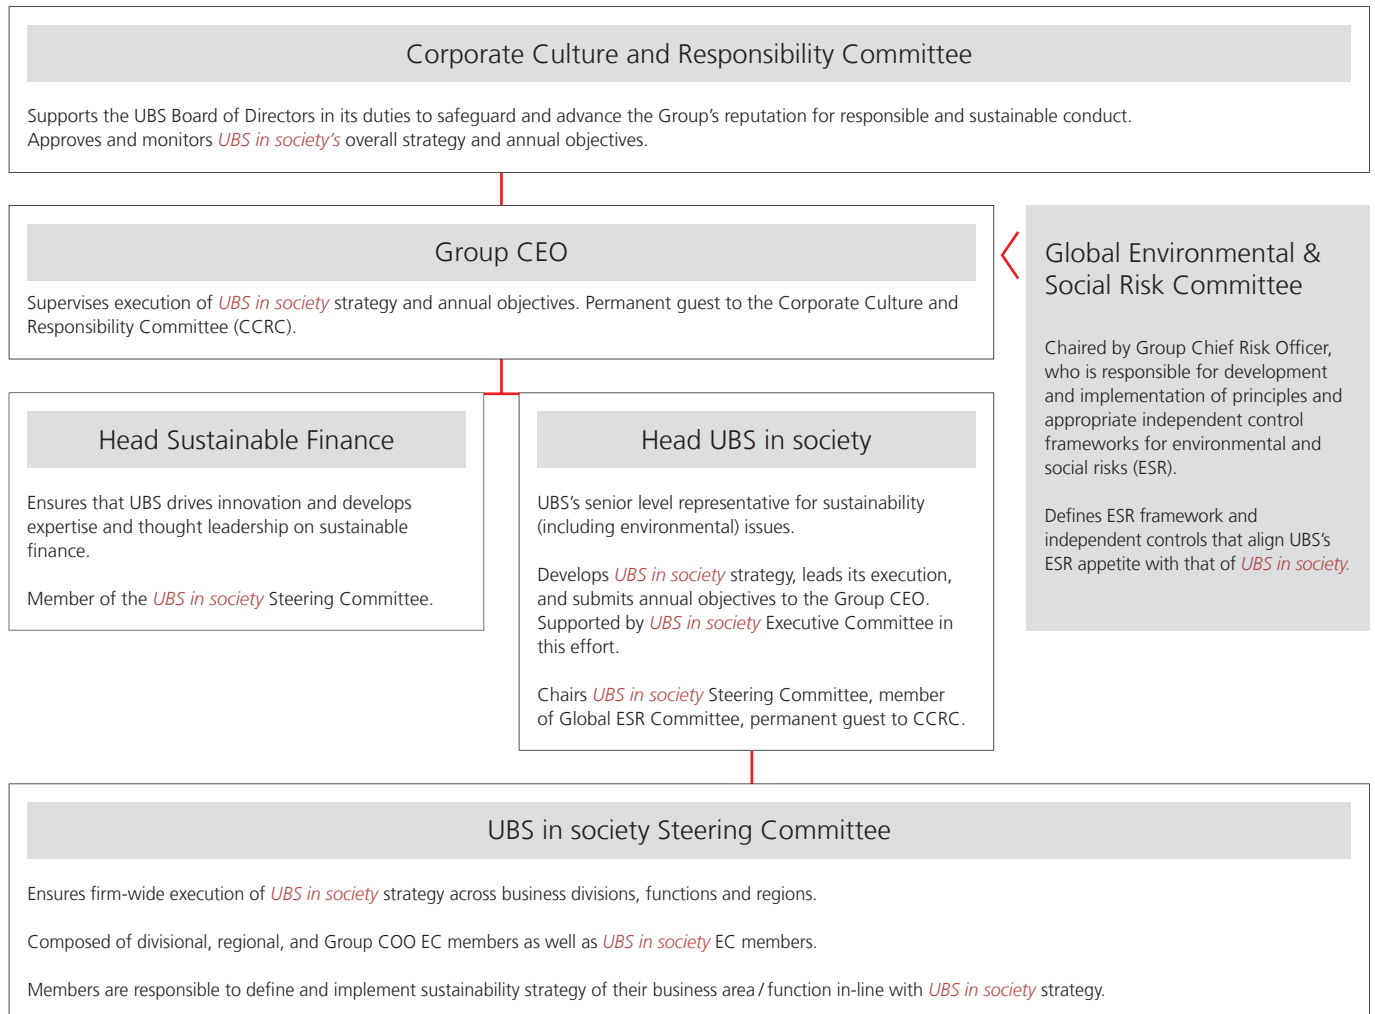 Corporate Culture and Responsibility Committee
Supports the UBS Board of Directors in its duties to safeguard and advance the Group's reputation for responsible and sustainable conduct.
Approves and monitors UBS in society's overall strategy and annual objectives.
Group CEO
Supervises execution of UBS in society strategy and annual objectives. Permanent guest to the Corporate Culture and
Responsibility Committee (CCRC).
Global Environmental &
Social Risk Committee
Chaired by Group Chief Risk Officer,
who is responsible for development
and implementation of principles and
appropriate independent control
frameworks for environmental and
social risks (ESR).
Defines ESR framework and
independent controls that align UBS's
ESR appetite with that of UBS in society.
Head Sustainable Finance
Ensures that UBS drives innovation and develops
expertise and thought leadership on sustainable
finance.
Member of the UBS in society Steering Committee.
Head UBS in society
UBS's senior level representative for sustainability
(including environmental) issues.
Develops UBS in society strategy, leads its execution,
and submits annual objectives to the Group CEO.
Supported by UBS in society Executive Committee in
this effort.
Chairs UBS in society Steering Committee, member
of Global ESR Committee, permanent guest to CCRC.
UBS in society Steering Committee
Ensures firm-wide execution of UBS in society strategy across business divisions, functions and regions.
Composed of divisional, regional, and Group COO EC members as well as UBS in society EC members.
Members are responsible to define and implement sustainability strategy of their business area / function in-line with UBS in society strategy.